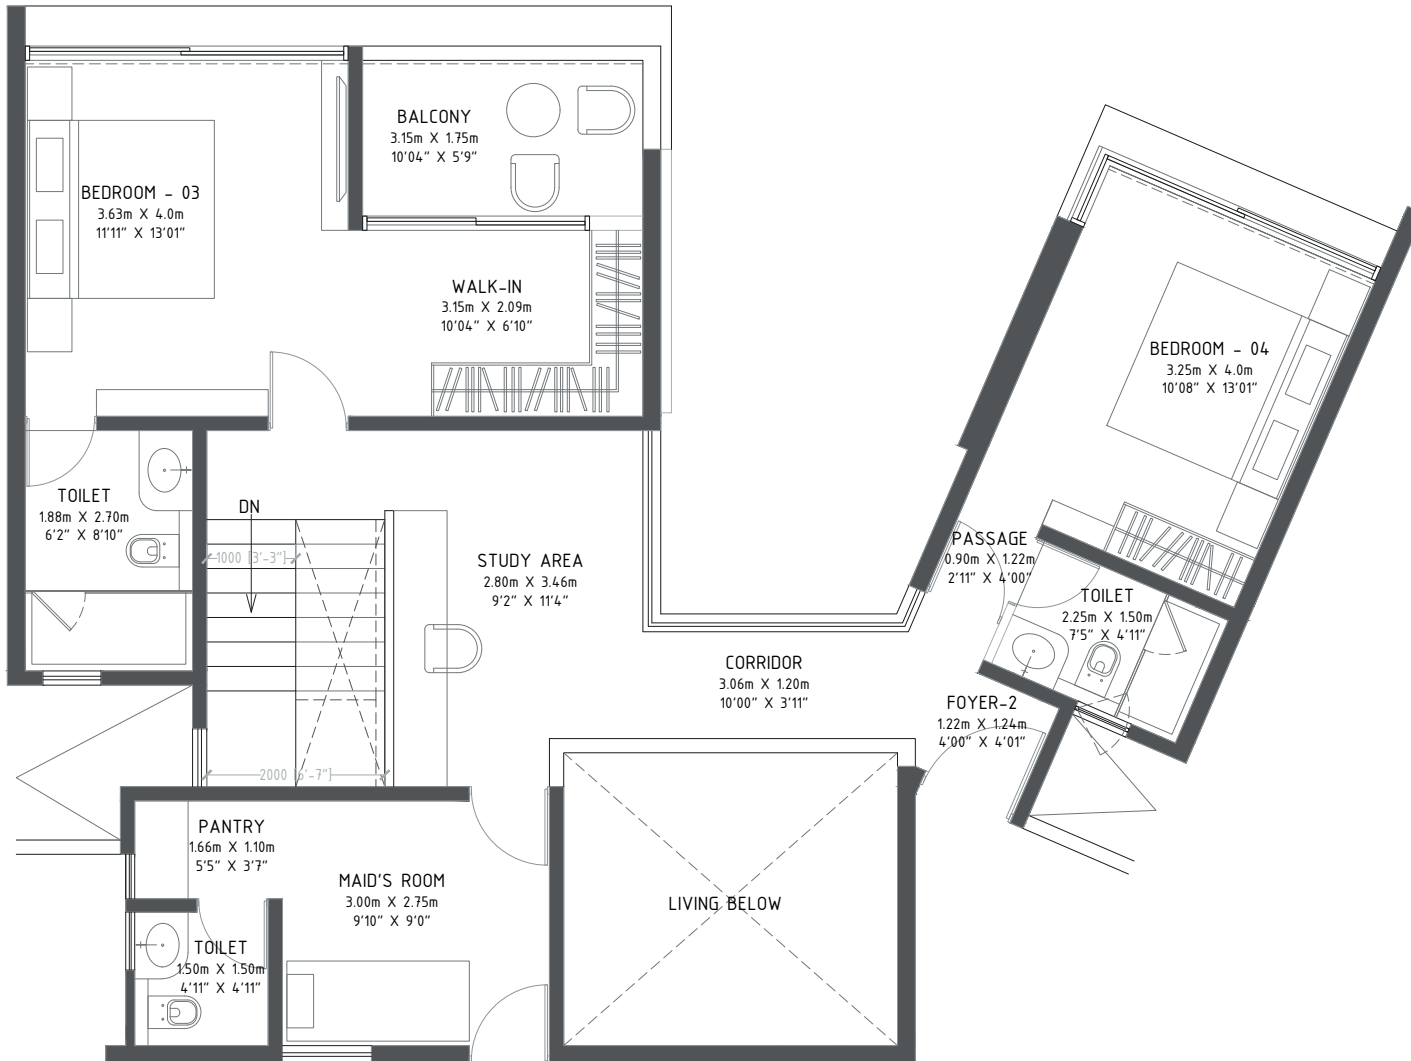 BALCONY
3.15m X 1.75m
10'04" X 5'9"
BEDROOM - 03
3.63m X 4.0m
11'11" X 13'01"
WALK-IN
3.15m X 2.09m
10'04" X 6'10"
BEDROOM - 04
3.25m X 4.0m
10'08" X 13'01"
TOILET
1.88m X 2.70m
6'2" X 8'10"
DN
1000 [3'-3"]
STUDY AREA
2.80m X 3.46m
9'2" X 11'4"
PASSAGE
0.90m X 1.22m
2'11" X 4'00"
TOILET
2.25m X 1.50m
7'5" X 4'11"
CORRIDOR
3.06m X 1.20m
10'00" X 3'11"
FOYER-2
1.22m X 1.24m
4'00" X 4'01"
2000 [6'-7"]
PANTRY
1.66m X 1.10m
5'5" X 3'7"
MAID'S ROOM
3.00m X 2.75m
9'10" X 9'0"
LIVING BELOW
TOILET
1.50m X 1.50m
4'11" X 4'11"